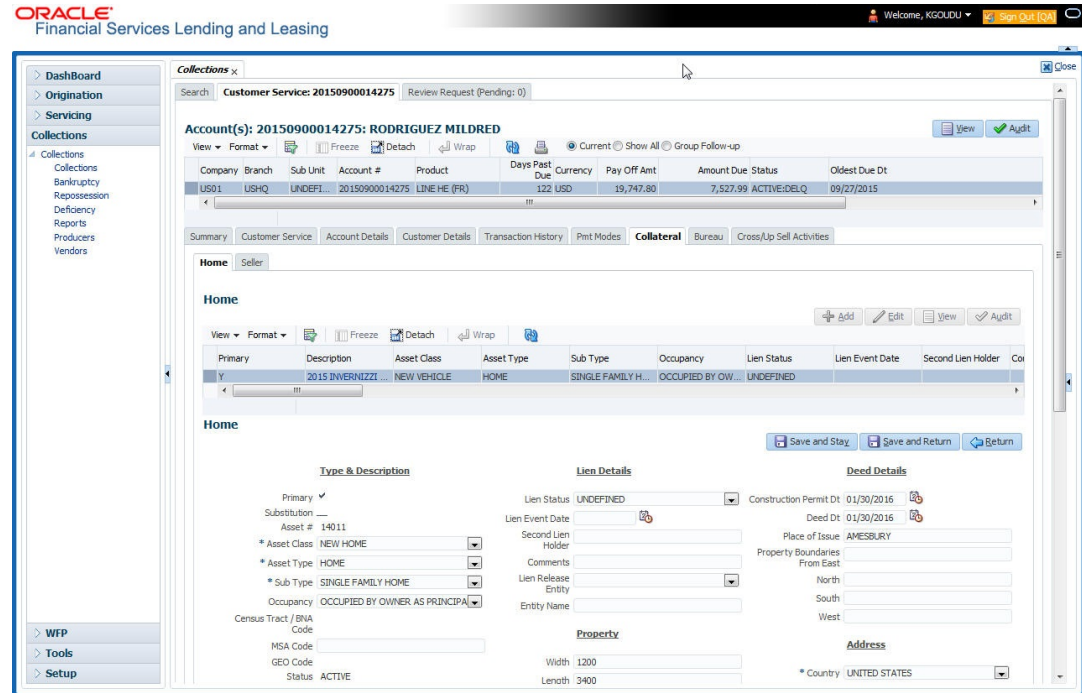 ORACLE
Financial Services Lending and Leasing
Welcome, KGOUDU
Sign Out [QA]
DashBoard
Origination
Servicing
Collections
Collections
Collections
Bankruptcy
Repossession
Deficiency
Reports
Producers
Vendors
WFP
Tools
Setup
Collections x
Close
Search Customer Service: 20150900014275 Review Request (Pending: 0)
Account(s): 20150900014275: RODRIGUEZ MILDRED
View Audit
View Format Freeze Detach Wrap Current Show All Group Follow-up
Company Branch Sub Unit Account # Product Days Past Due Currency Pay Off Amt Amount Due Status Oldest Due Dt
US01 USHQ UNDEFI... 20150900014275 LINE HE (FR) 122 USD 19,747.80 7,527.99 ACTIVE:DELQ 09/27/2015
Summary Customer Service Account Details Customer Details Transaction History Pmt Modes Collateral Bureau Cross/Up Sell Activities
Home Seller
Home
Add Edit View Audit
View Format Freeze Detach Wrap
Primary Description Asset Class Asset Type Sub Type Occupancy Lien Status Lien Event Date Second Lien Holder Co
Y 2015 INVERNIZZI ... NEW VEHICLE HOME SINGLE FAMILY H... OCCUPIED BY OW... UNDEFINED
Home
Save and Stay Save and Return Return
Type & Description
Primary
Substitution
Asset # 14011
* Asset Class NEW HOME
* Asset Type HOME
* Sub Type SINGLE FAMILY HOME
Occupancy OCCUPIED BY OWNER AS PRINCIPA
Census Tract / BNA
Code
MSA Code
GEO Code
Status ACTIVE
Lien Details
Lien Status UNDEFINED
Lien Event Date
Second Lien
Holder
Comments
Lien Release
Entity
Entity Name
Property
Width 1200
Length 3400
Deed Details
Construction Permit Dt 01/30/2016
Deed Dt 01/30/2016
Place of Issue AMESBURY
Property Boundaries
From East
North
South
West
Address
* Country UNITED STATES